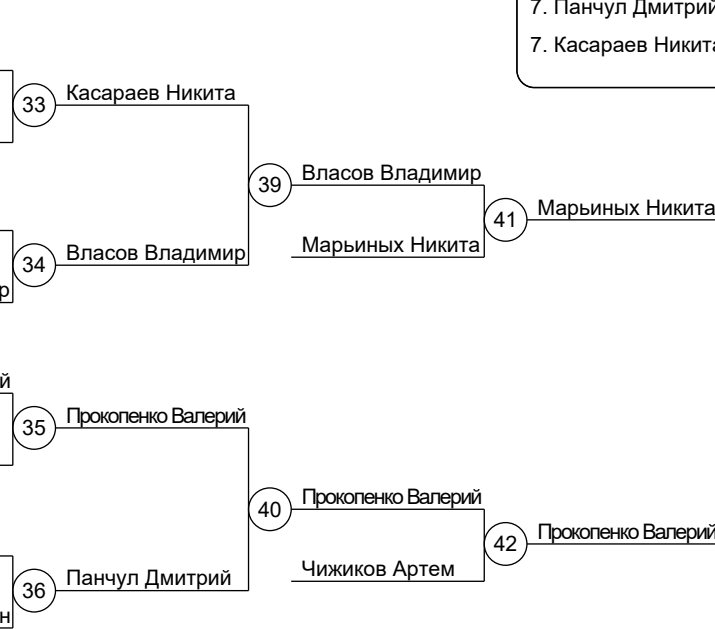 7. Панчул Дмитрий
7. Касараев Никита
33 Касараев Никита
39 Власов Владимир
41 Марьиных Никита
Марьиных Никита
34 Власов Владимир
35 Прокопенко Валерий
40 Прокопенко Валерий
42 Прокопенко Валерий
Чижиков Артем
36 Панчул Дмитрий